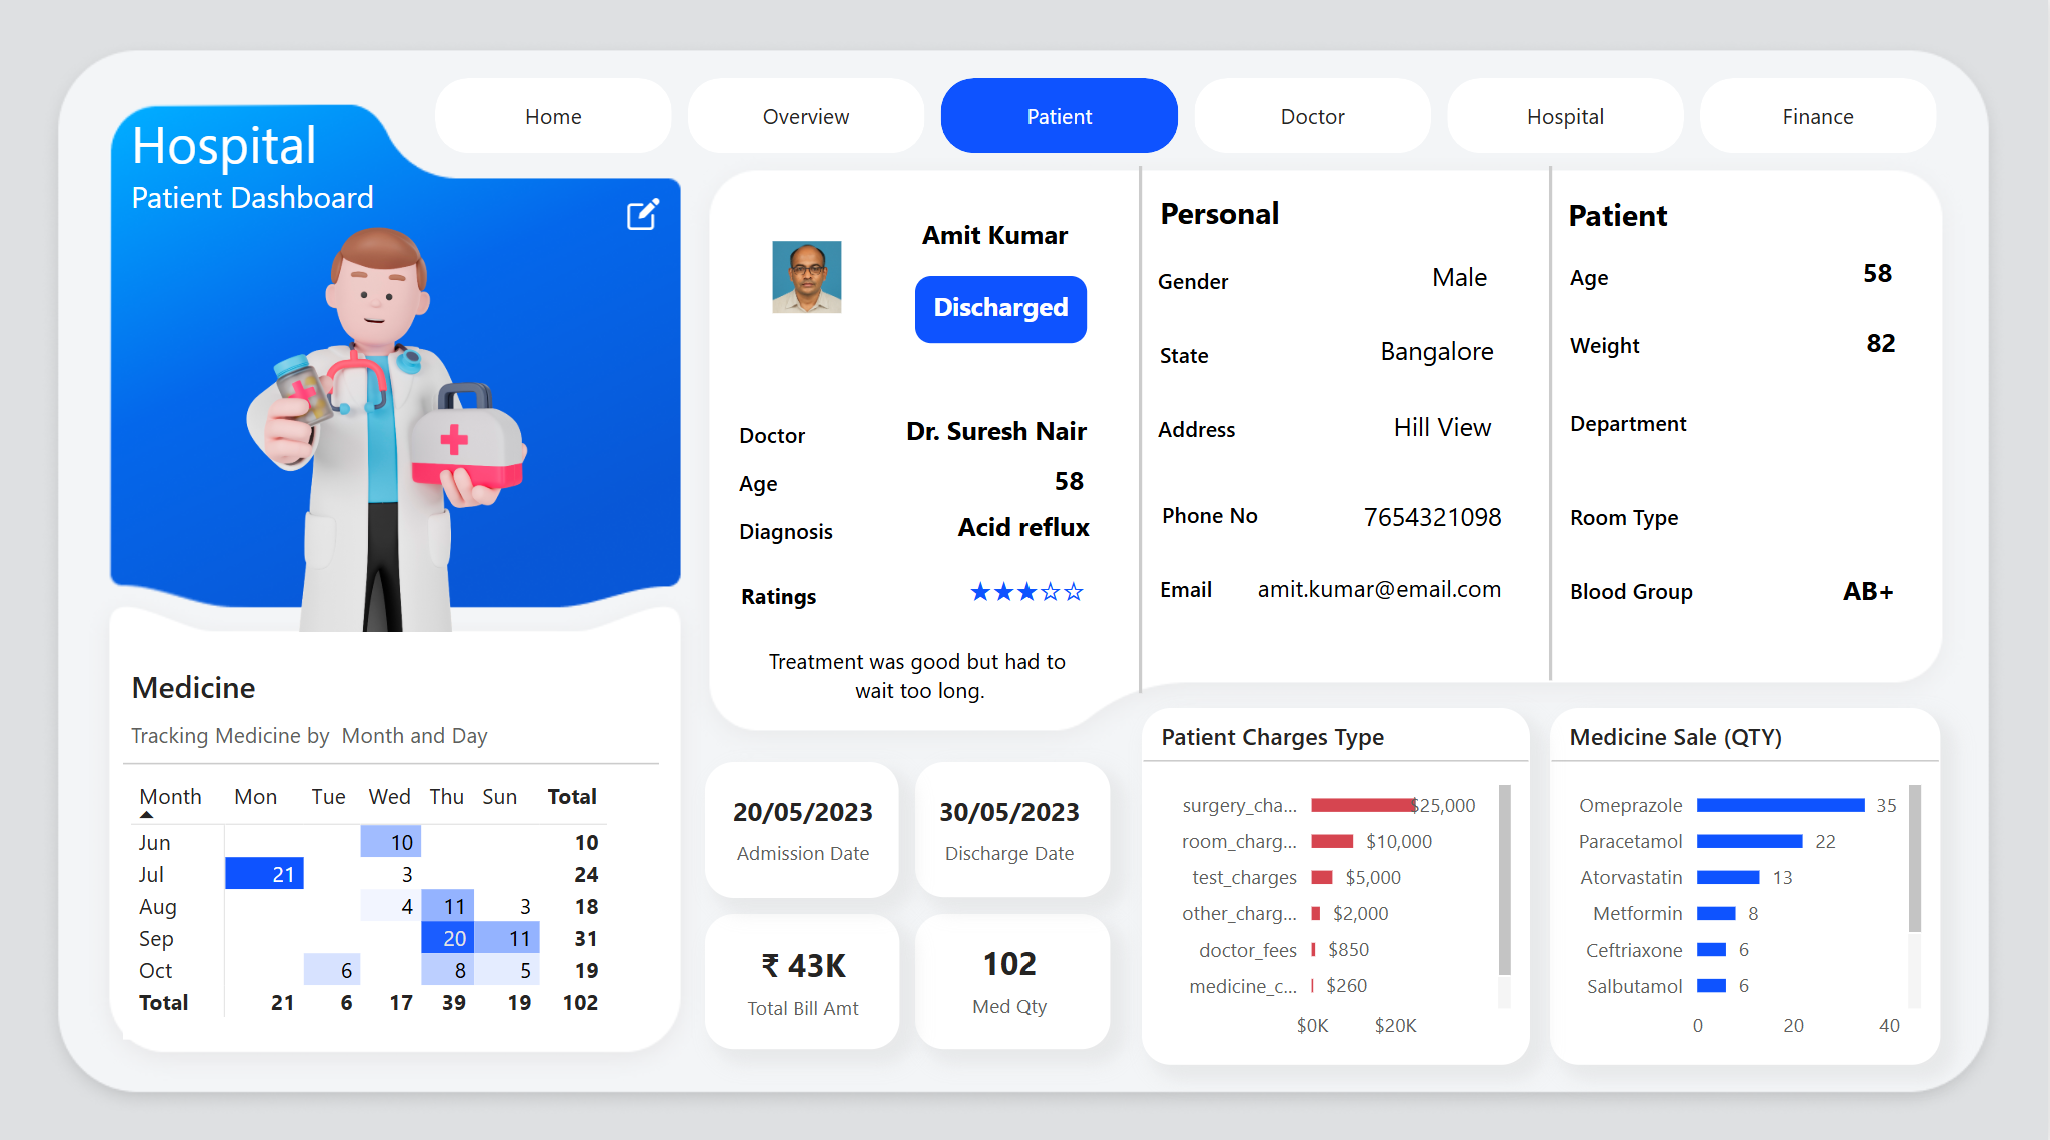 Home
Overview
Patient
Doctor
Hospital
Finance
Hospital
Patient Dashboard
Amit Kumar
Discharged
Doctor Dr. Suresh Nair
Age 58
Diagnosis Acid reflux
Ratings ★★★☆☆
Treatment was good but had to
wait too long.
Personal
Gender Male
State Bangalore
Address Hill View
Phone No 7654321098
Email amit.kumar@email.com
Patient
Age 58
Weight 82
Department
Room Type
Blood Group AB+
Medicine
Tracking Medicine by Month and Day
Month Mon Tue Wed Thu Sun Total
Jun 10 10
Jul 21 3 24
Aug 4 11 3 18
Sep 20 11 31
Oct 6 8 5 19
Total 21 6 17 39 19 102
20/05/2023
Admission Date
30/05/2023
Discharge Date
₹ 43K
Total Bill Amt
102
Med Qty
Patient Charges Type
surgery_cha... $25,000
room_charg... $10,000
test_charges $5,000
other_charg... $2,000
doctor_fees $850
medicine_c... $260
$0K $20K
Medicine Sale (QTY)
Omeprazole 35
Paracetamol 22
Atorvastatin 13
Metformin 8
Ceftriaxone 6
Salbutamol 6
0 20 40